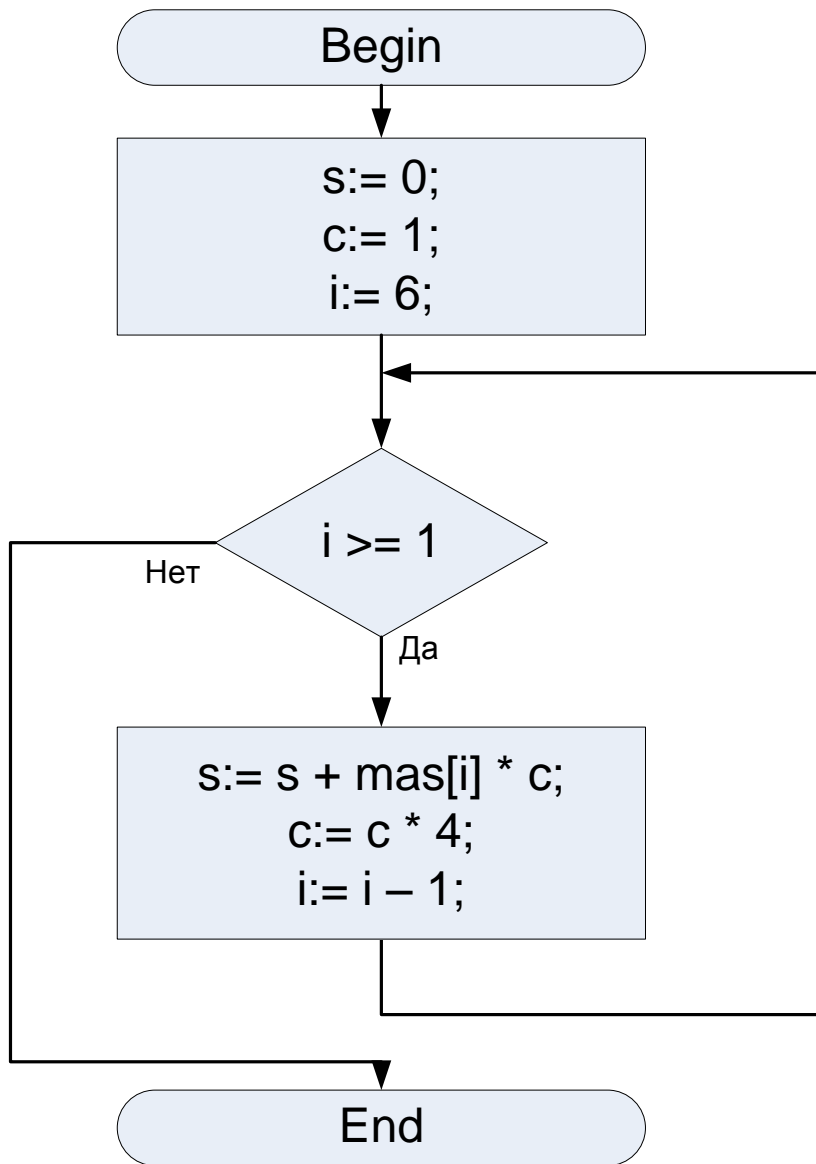 Begin
s:= 0;
c:= 1;
i:= 6;
i >= 1
Нет
Да
s:= s + mas[i] * c;
c:= c * 4;
i:= i – 1;
End